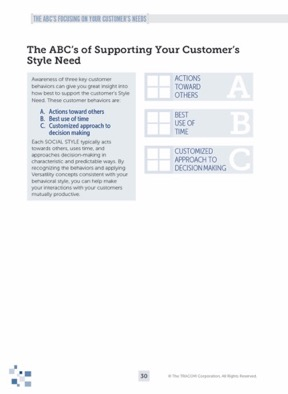 THE ABC'S FOCUSING ON YOUR CUSTOMER'S NEEDS
The ABC's of Supporting Your Customer's
Style Need
Awareness of three key customer
behaviors can give you great insight into
how best to support the customer's Style
Need. These customer behaviors are:
A. Actions toward others
B. Best use of time
C. Customized approach to
decision making
Each SOCIAL STYLE typically acts
towards others, uses time, and
approaches decision-making in
characteristic and predictable ways. By
recognizing the behaviors and applying
Versatility concepts consistent with your
behavioral style, you can help make
your interactions with your customers
mutually productive.
ACTIONS
TOWARD
OTHERS
A
BEST
USE OF
TIME
B
CUSTOMIZED
APPROACH TO
DECISION MAKING
C
30
© The TRACOM Corporation. All Rights Reserved.